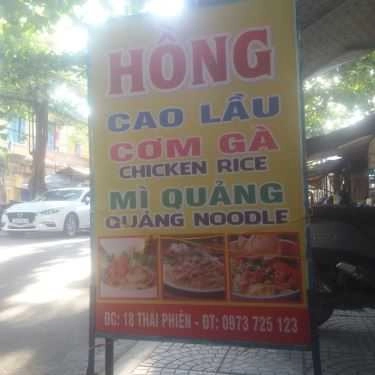 HỒNG
CAO LẦU
CƠM GÀ
CHICKEN RICE
MÌ QUẢNG
QUẢNG NOODLE
ĐC: 18 THÁI PHIÊN - ĐT: 0973 725 123